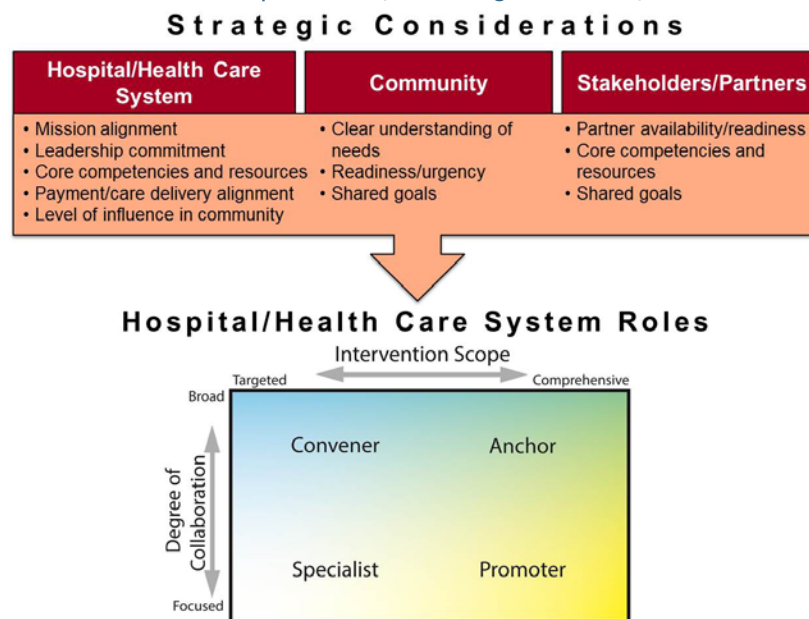 Strategic Considerations
Hospital/Health Care
System
• Mission alignment
• Leadership commitment
• Core competencies and resources
• Payment/care delivery alignment
• Level of influence in community
Community
• Clear understanding of
needs
• Readiness/urgency
• Shared goals
Stakeholders/Partners
• Partner availability/readiness
• Core competencies and
resources
• Shared goals
Hospital/Health Care System Roles
Intervention Scope
Targeted
Comprehensive
Broad
Degree of
Collaboration
Focused
Convener
Anchor
Specialist
Promoter